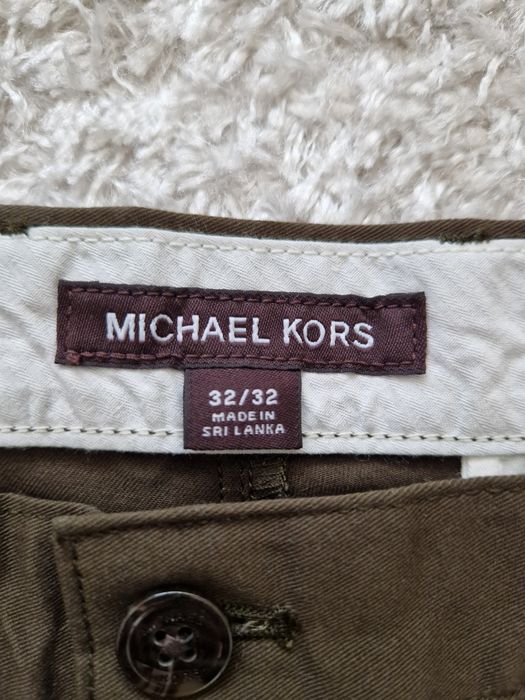 MICHAEL KORS
32/32
MADE IN
SRI LANKA